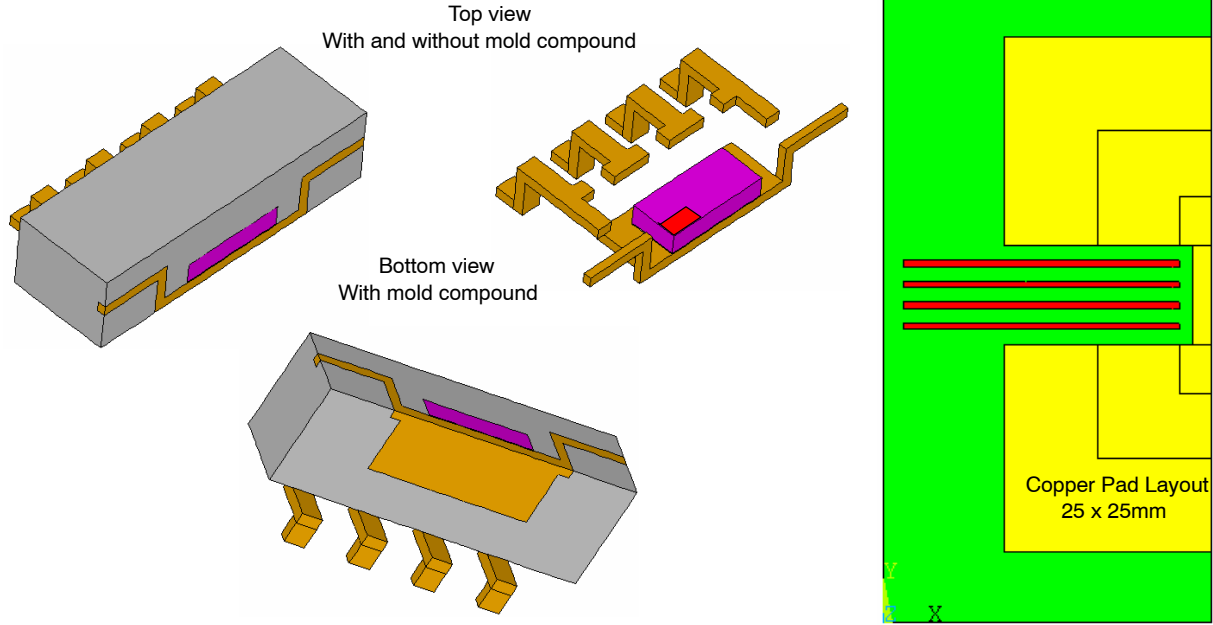 Top view
With and without mold compound
Bottom view
With mold compound
Copper Pad Layout
25 x 25mm
Y
Z
X